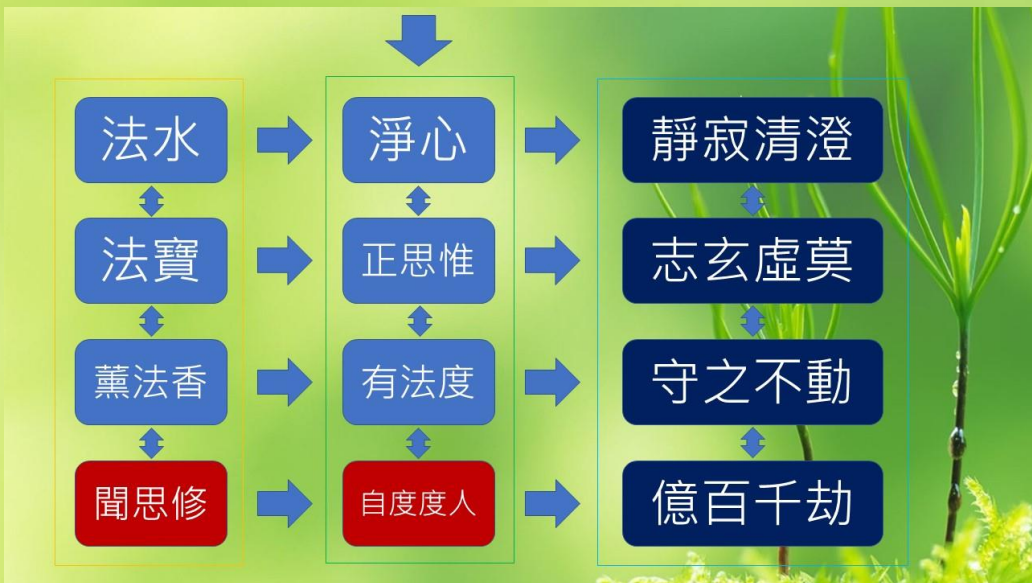 法水
淨心
靜寂清澄
法寶
正思惟
志玄虛莫
薰法香
有法度
守之不動
聞思修
自度度人
億百千劫